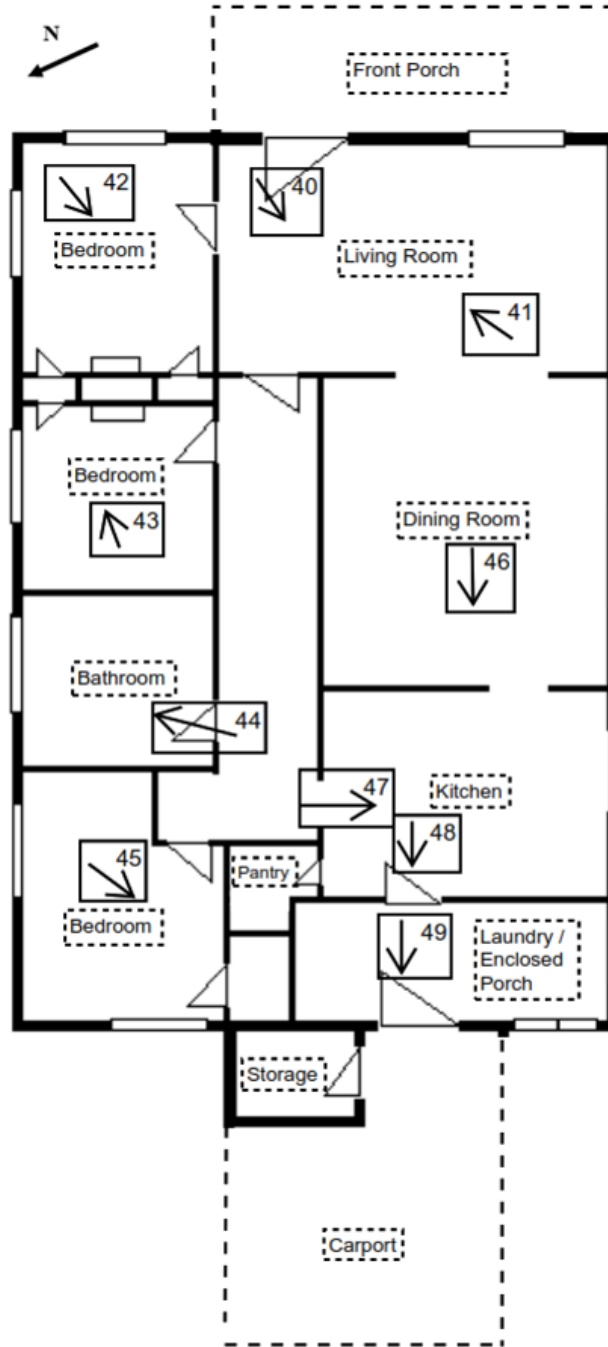 N
Front Porch
42
40
Bedroom
Living Room
41
Bedroom
Dining Room
43
46
Bathroom
44
47
Kitchen
48
45
Pantry
Bedroom
49
Laundry /
Enclosed
Porch
Storage
Carport